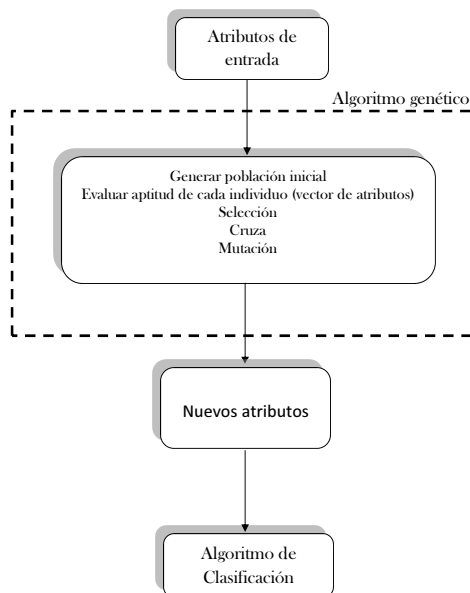 Atributos de
entrada
Algoritmo genético
Generar población inicial
Evaluar aptitud de cada individuo (vector de atributos)
Selección
Cruza
Mutación
Nuevos atributos
Algoritmo de
Clasificación